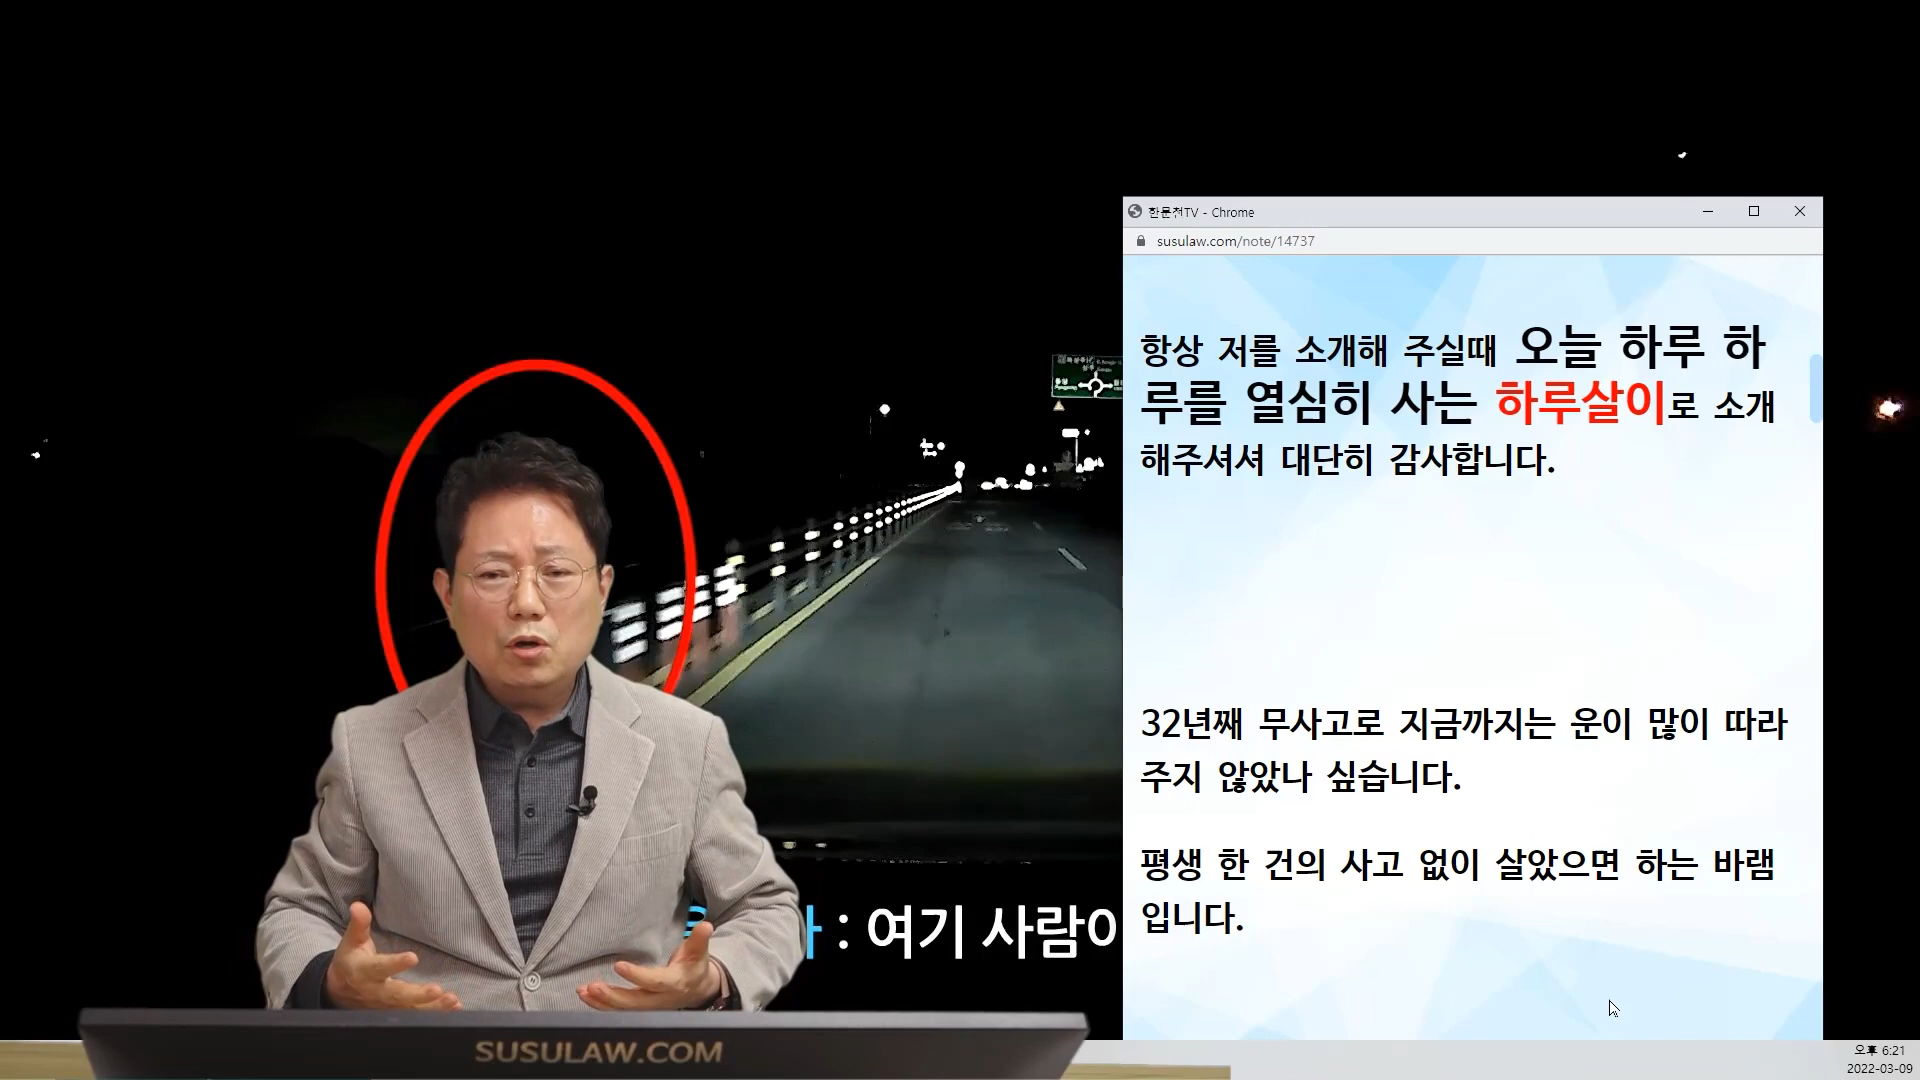 한문철TV - Chrome
susulaw.com/note/14737
항상 저를 소개해 주실때 오늘 하루 하
루를 열심히 사는 하루살이로 소개
해주셔셔 대단히 감사합니다.
32년째 무사고로 지금까지는 운이 많이 따라
주지 않았나 싶습니다.
평생 한 건의 사고 없이 살았으면 하는 바램
입니다.
: 여기 사람이
SUSULAW.COM
오후 6:21
2022-03-09